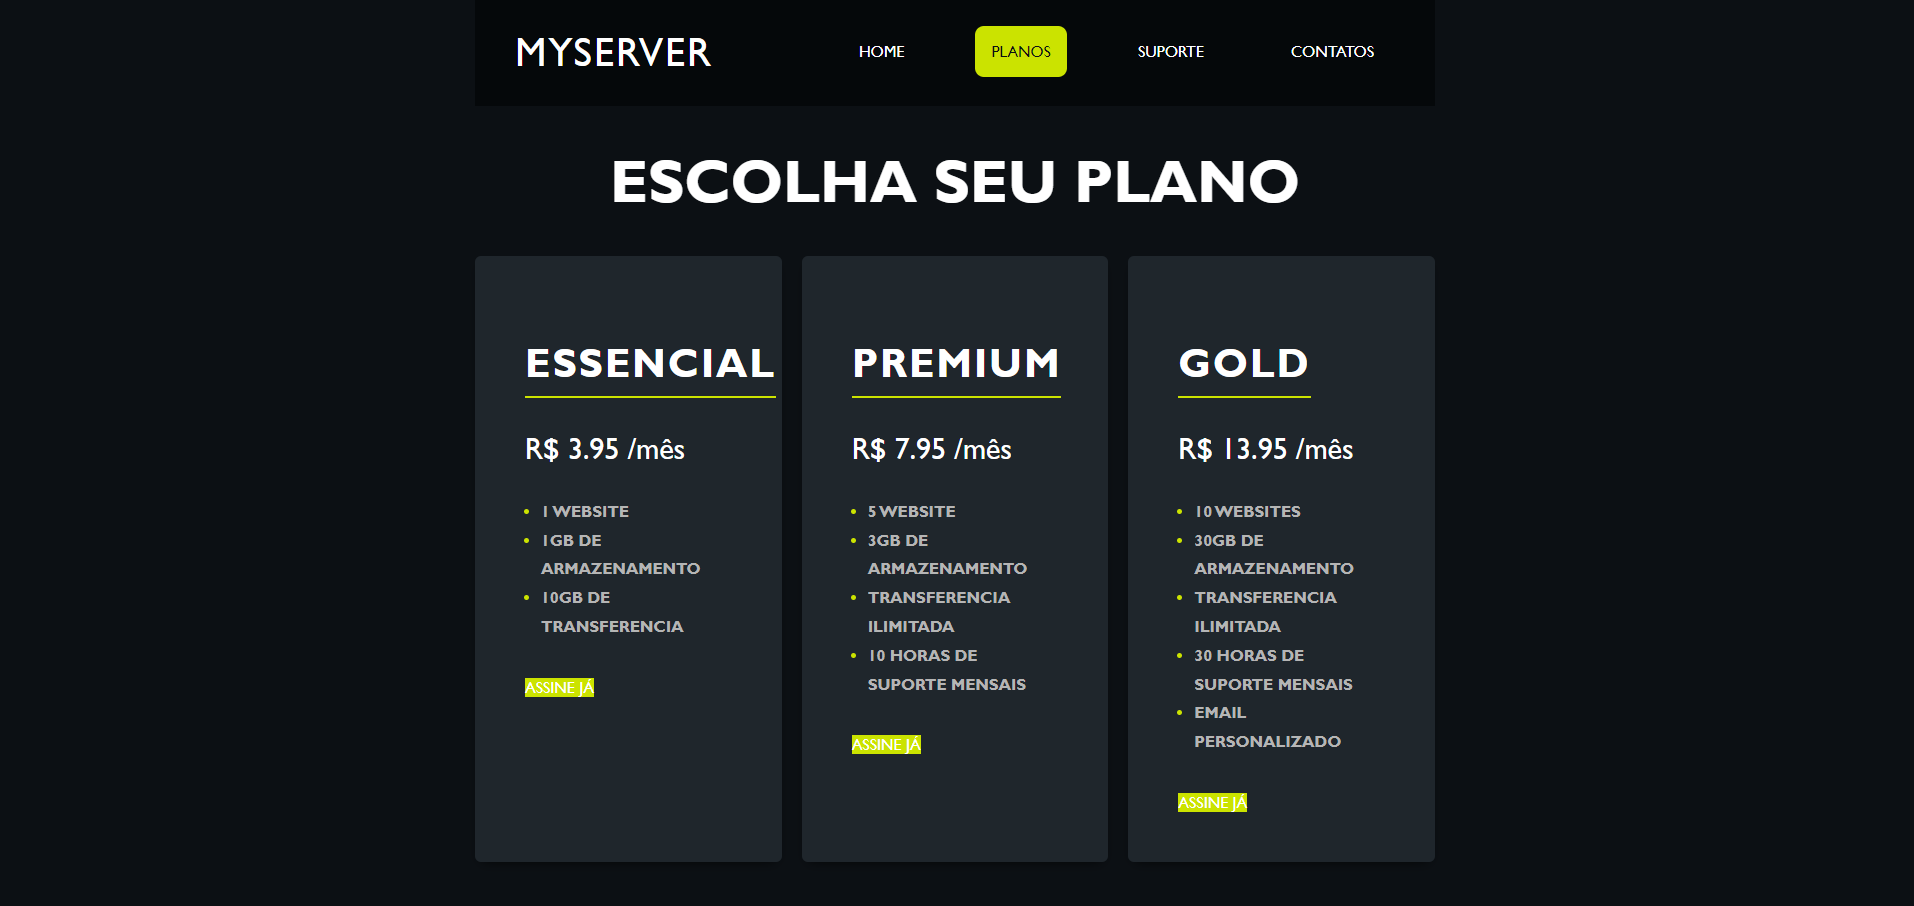 MYSERVER
HOME
PLANOS
SUPORTE
CONTATOS
ESCOLHA SEU PLANO
ESSENCIAL
R$ 3.95 /mês
1 WEBSITE
1GB DE
ARMAZENAMENTO
10GB DE
TRANSFERENCIA
ASSINE JÁ
PREMIUM
R$ 7.95 /mês
5 WEBSITE
3GB DE
ARMAZENAMENTO
TRANSFERENCIA
ILIMITADA
10 HORAS DE
SUPORTE MENSAIS
ASSINE JÁ
GOLD
R$ 13.95 /mês
10 WEBSITES
30GB DE
ARMAZENAMENTO
TRANSFERENCIA
ILIMITADA
30 HORAS DE
SUPORTE MENSAIS
EMAIL
PERSONALIZADO
ASSINE JÁ